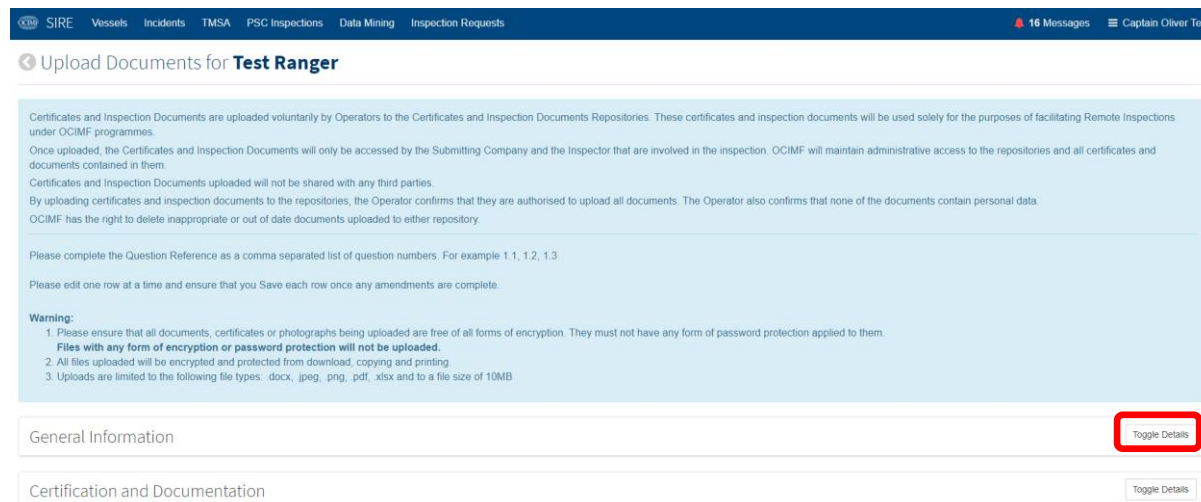 OCIMF SIRE Vessels Incidents TMSA PSC Inspections Data Mining Inspection Requests 16 Messages Captain Oliver Te
Upload Documents for Test Ranger
Certificates and Inspection Documents are uploaded voluntarily by Operators to the Certificates and Inspection Documents Repositories. These certificates and inspection documents will be used solely for the purposes of facilitating Remote Inspections
under OCIMF programmes.
Once uploaded, the Certificates and Inspection Documents will only be accessed by the Submitting Company and the Inspector that are involved in the inspection. OCIMF will maintain administrative access to the repositories and all certificates and
documents contained in them.
Certificates and Inspection Documents uploaded will not be shared with any third parties.
By uploading certificates and inspection documents to the repositories, the Operator confirms that they are authorised to upload all documents. The Operator also confirms that none of the documents contain personal data.
OCIMF has the right to delete inappropriate or out of date documents uploaded to either repository.
Please complete the Question Reference as a comma separated list of question numbers. For example 1.1, 1.2, 1.3
Please edit one row at a time and ensure that you Save each row once any amendments are complete.
Warning:
1. Please ensure that all documents, certificates or photographs being uploaded are free of all forms of encryption. They must not have any form of password protection applied to them.
Files with any form of encryption or password protection will not be uploaded.
2. All files uploaded will be encrypted and protected from download, copying and printing.
3. Uploads are limited to the following file types: .docx, .jpeg, .png, .pdf, .xlsx and to a file size of 10MB
General Information Toggle Details
Certification and Documentation Toggle Details